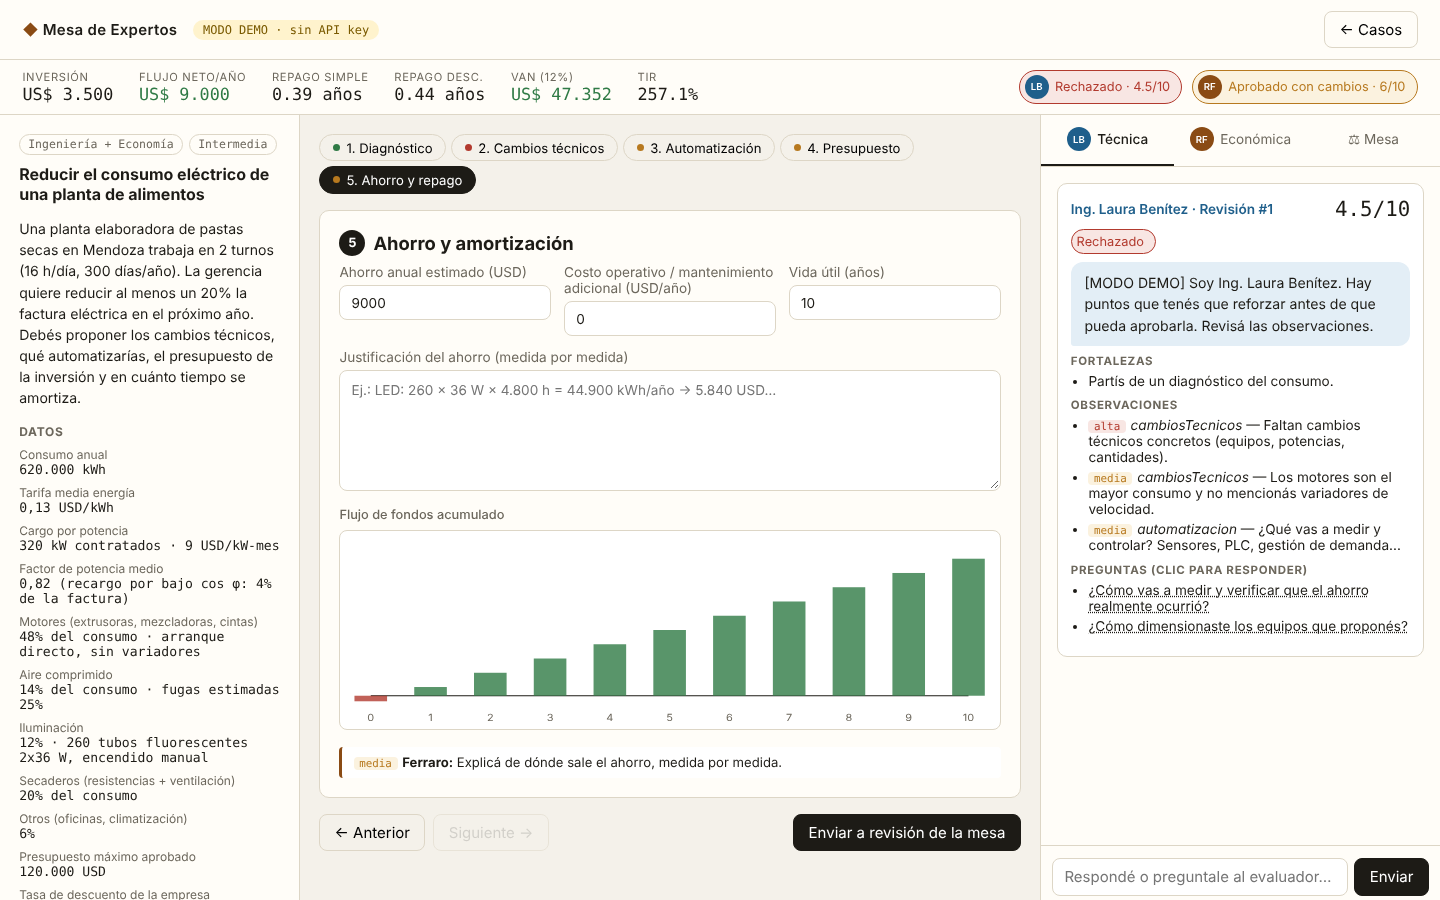 Mesa de Expertos
MODO DEMO · sin API key
← Casos
INVERSIÓN
US$ 3.500
FLUJO NETO/AÑO
US$ 9.000
REPAGO SIMPLE
0.39 años
REPAGO DESC.
0.44 años
VAN (12%)
US$ 47.352
TIR
257.1%
LB Rechazado · 4.5/10
RF Aprobado con cambios · 6/10
Ingeniería + Economía
Intermedia
Reducir el consumo eléctrico de
una planta de alimentos
Una planta elaboradora de pastas
secas en Mendoza trabaja en 2 turnos
(16 h/día, 300 días/año). La gerencia
quiere reducir al menos un 20% la
factura eléctrica en el próximo año.
Debés proponer los cambios técnicos,
qué automatizarías, el presupuesto de
la inversión y en cuánto tiempo se
amortiza.
DATOS
Consumo anual
620.000 kWh
Tarifa media energía
0,13 USD/kWh
Cargo por potencia
320 kW contratados · 9 USD/kW-mes
Factor de potencia medio
0,82 (recargo por bajo cos φ: 4%
de la factura)
Motores (extrusoras, mezcladoras, cintas)
48% del consumo · arranque
directo, sin variadores
Aire comprimido
14% del consumo · fugas estimadas
25%
Iluminación
12% · 260 tubos fluorescentes
2x36 W, encendido manual
Secaderos (resistencias + ventilación)
20% del consumo
Otros (oficinas, climatización)
6%
Presupuesto máximo aprobado
120.000 USD
Tasa de descuento de la empresa
1. Diagnóstico
2. Cambios técnicos
3. Automatización
4. Presupuesto
5. Ahorro y repago
5 Ahorro y amortización
Ahorro anual estimado (USD)
9000
Costo operativo / mantenimiento
adicional (USD/año)
0
Vida útil (años)
10
Justificación del ahorro (medida por medida)
Ej.: LED: 260 × 36 W × 4.800 h = 44.900 kWh/año → 5.840 USD...
Flujo de fondos acumulado
0 1 2 3 4 5 6 7 8 9 10
media Ferraro: Explicá de dónde sale el ahorro, medida por medida.
← Anterior
Siguiente →
Enviar a revisión de la mesa
LB Técnica
RF Económica
⚖ Mesa
Ing. Laura Benítez · Revisión #1
4.5/10
Rechazado
[MODO DEMO] Soy Ing. Laura Benítez. Hay
puntos que tenés que reforzar antes de que
pueda aprobarla. Revisá las observaciones.
FORTALEZAS
• Partís de un diagnóstico del consumo.
OBSERVACIONES
• alta cambiosTecnicos — Faltan cambios
técnicos concretos (equipos, potencias,
cantidades).
• media cambiosTecnicos — Los motores son el
mayor consumo y no mencionás variadores de
velocidad.
• media automatizacion — ¿Qué vas a medir y
controlar? Sensores, PLC, gestión de demanda...
PREGUNTAS (CLIC PARA RESPONDER)
• ¿Cómo vas a medir y verificar que el ahorro
realmente ocurrió?
• ¿Cómo dimensionaste los equipos que proponés?
Respondé o preguntale al evaluador...
Enviar